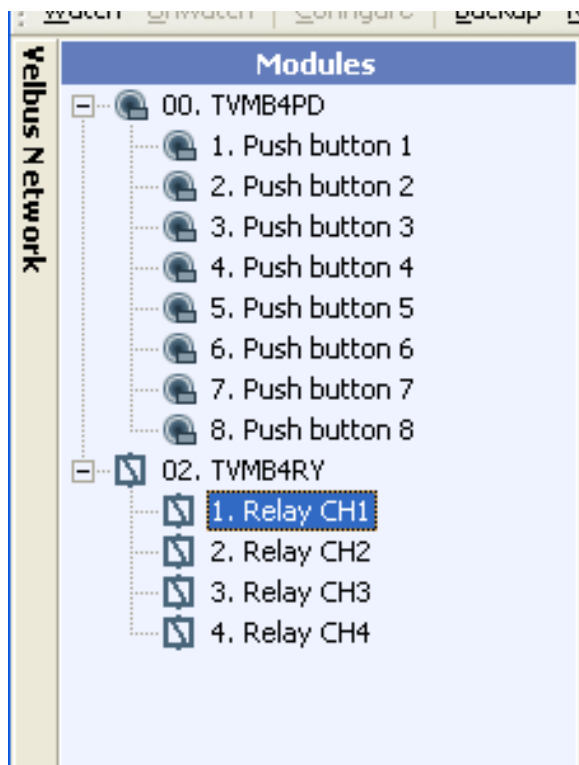 Watch Unwatch Configure Backup
Velbus Network
Modules
00. TVMB4PD
1. Push button 1
2. Push button 2
3. Push button 3
4. Push button 4
5. Push button 5
6. Push button 6
7. Push button 7
8. Push button 8
02. TVMB4RY
1. Relay CH1
2. Relay CH2
3. Relay CH3
4. Relay CH4